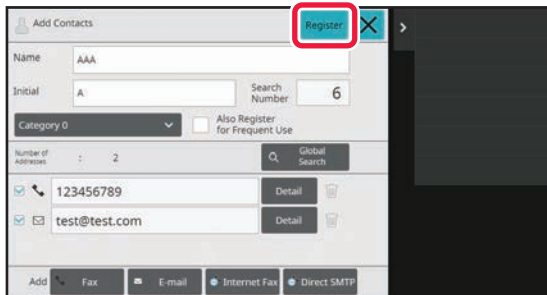 Add Contacts
Register
Name
AAA
Initial
A
Search
Number
6
Category 0
Also Register
for Frequent Use
Number of
Addresses
:
2
Global
Search
123456789
Detail
test@test.com
Detail
Add
Fax
E-mail
Internet Fax
Direct SMTP